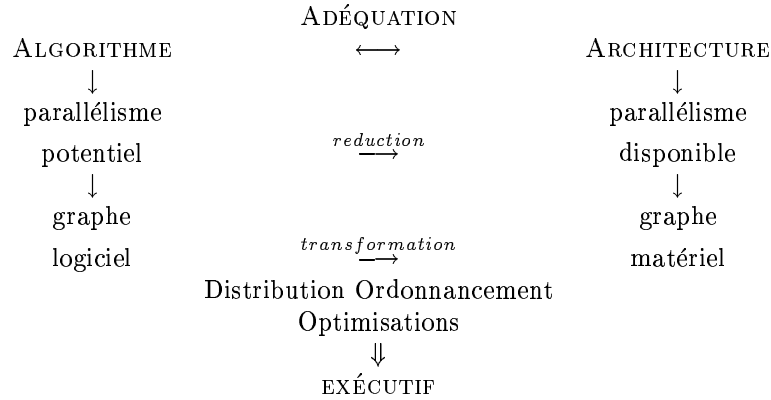 ADÉQUATION
ALGORITHME ⟷ ARCHITECTURE
↓ ↓
parallélisme parallélisme
potentiel reduction ⟶ disponible
↓ ↓
graphe graphe
logiciel transformation ⟶ matériel
Distribution Ordonnancement
Optimisations
⇓
EXÉCUTIF